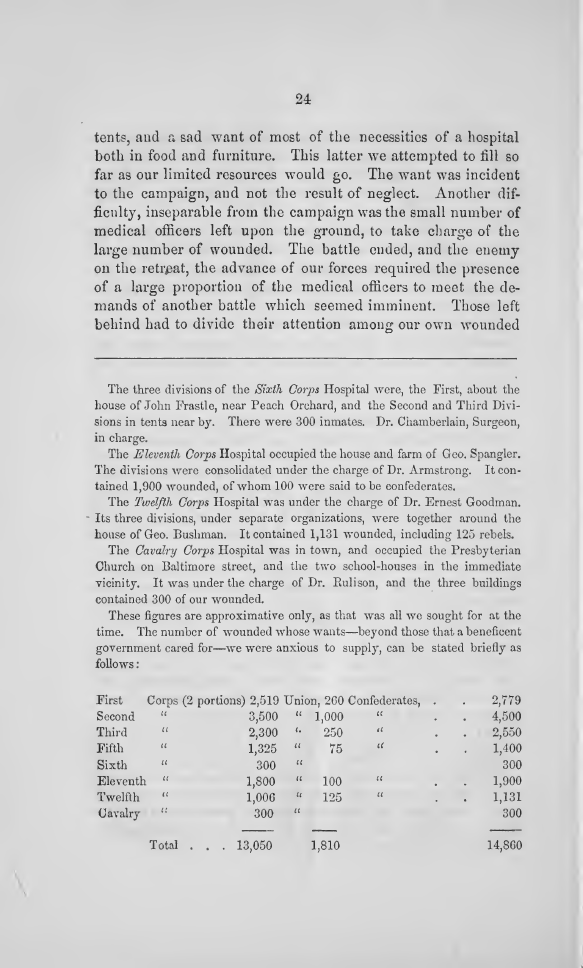 24
tents, and a sad want of most of the necessities of a hospital
both in food and furniture. This latter we attempted to fill so
far as our limited resources would go. The want was incident
to the campaign, and not the result of neglect. Another dif-
ficulty, inseparable from the campaign was the small number of
medical officers left upon the ground, to take charge of the
large number of wounded. The battle ended, and the enemy
on the retreat, the advance of our forces required the presence
of a large proportion of the medical officers to meet the de-
mands of another battle which seemed imminent. Those left
behind had to divide their attention among our own wounded
The three divisions of the Sixth Corps Hospital were, the First, about the
house of John Frastle, near Peach Orchard, and the Second and Third Divi-
sions in tents near by. There were 300 inmates. Dr. Chamberlain, Surgeon,
in charge.
The Eleventh Corps Hospital occupied the house and farm of Geo. Spangler.
The divisions were consolidated under the charge of Dr. Armstrong. It con-
tained 1,900 wounded, of whom 100 were said to be confederates.
The Twelfth Corps Hospital was under the charge of Dr. Ernest Goodman.
Its three divisions, under separate organizations, were together around the
house of Geo. Bushman. It contained 1,131 wounded, including 125 rebels.
The Cavalry Corps Hospital was in town, and occupied the Presbyterian
Church on Baltimore street, and the two school-houses in the immediate
vicinity. It was under the charge of Dr. Rulison, and the three buildings
contained 300 of our wounded.
These figures are approximative only, as that was all we sought for at the
time. The number of wounded whose wants—beyond those that a beneficent
government cared for—we were anxious to supply, can be stated briefly as
follows:
First Corps (2 portions) 2,519 Union, 260 Confederates, . . 2,779
Second “ 3,500 “ 1,000 “ . . 4,500
Third “ 2,300 “ 250 “ . . 2,550
Fifth “ 1,325 “ 75 “ . . 1,400
Sixth “ 300 “ 300
Eleventh “ 1,800 “ 100 “ . . 1,900
Twelfth “ 1,006 “ 125 “ . . 1,131
Cavalry “ 300 “ 300
Total . . . 13,050 1,810 14,860